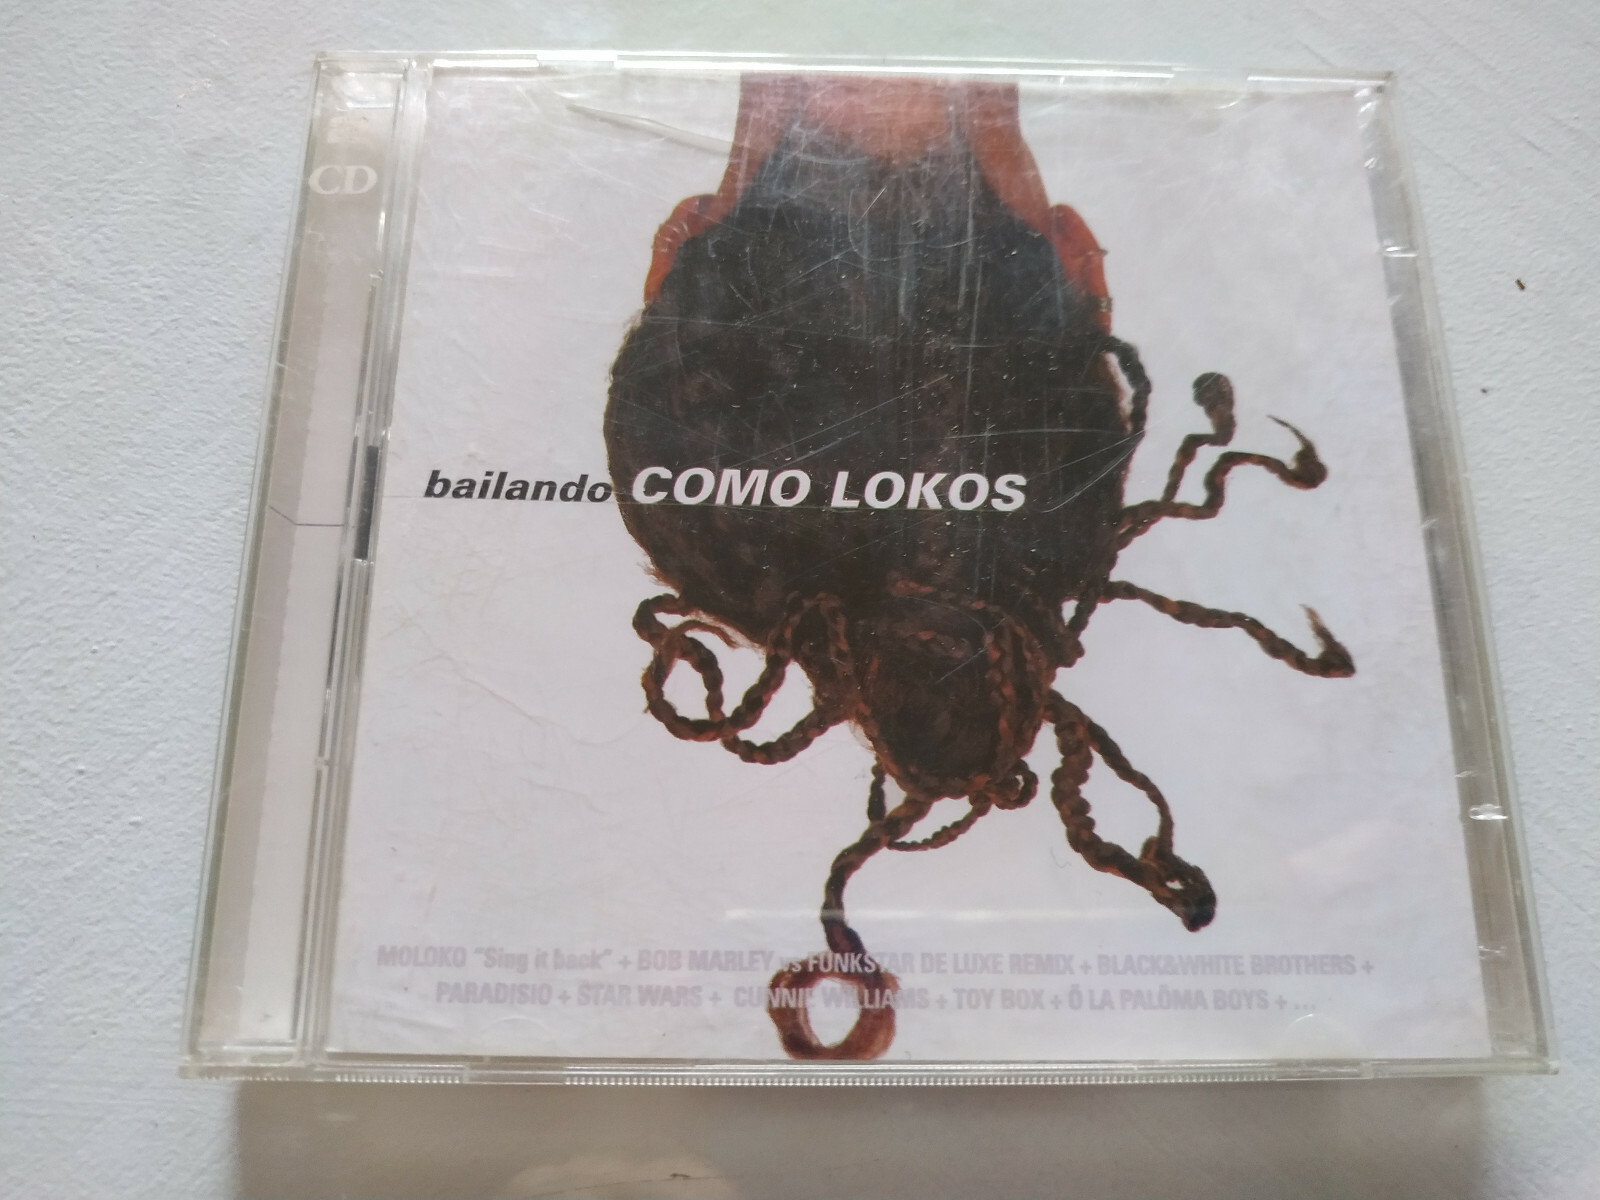 CD
bailando COMO LOKOS
MOLOKO "Sing it back" + BOB MARLEY vs FUNKSTAR DE LUXE REMIX + BLACK&WHITE BROTHERS +
PARADISIO + STAR WARS + CUNNIE WILLIAMS + TOY BOX + Ö LA PALÖMA BOYS + ...